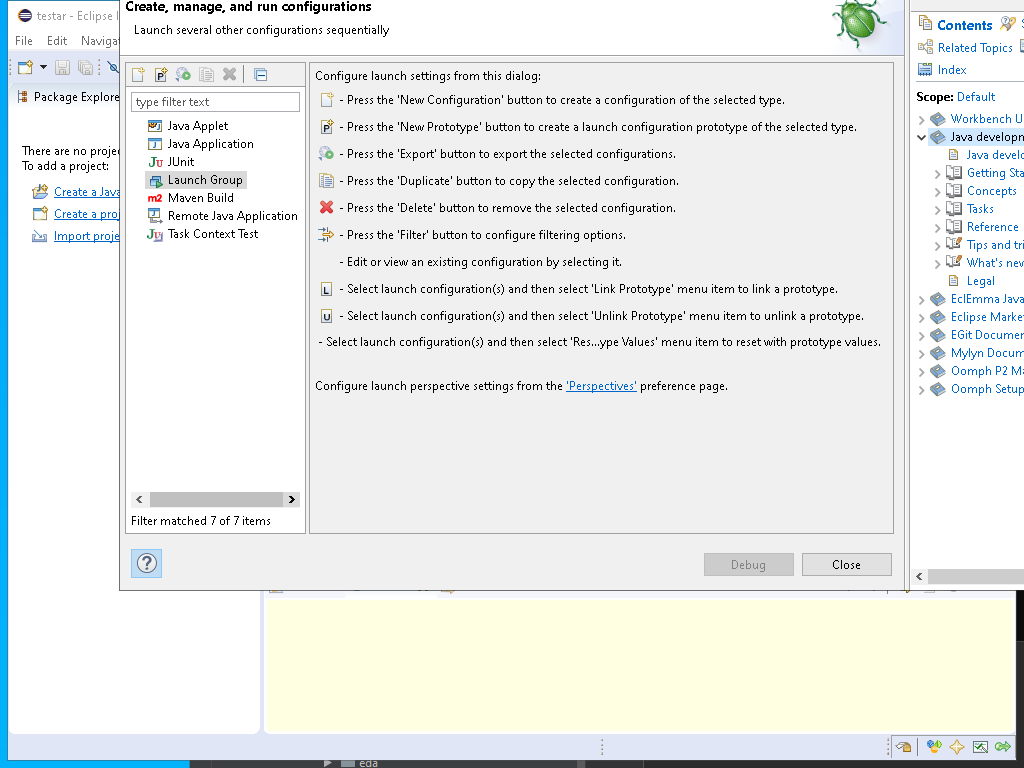 testar - Eclipse
File Edit Naviga
Package Explore
There are no projec
To add a project:
Create a Java
Create a proj
Import proje
Create, manage, and run configurations
Launch several other configurations sequentially
type filter text
Java Applet
Java Application
JUnit
Launch Group
Maven Build
Remote Java Application
Task Context Test
Filter matched 7 of 7 items
Configure launch settings from this dialog:
- Press the 'New Configuration' button to create a configuration of the selected type.
- Press the 'New Prototype' button to create a launch configuration prototype of the selected type.
- Press the 'Export' button to export the selected configurations.
- Press the 'Duplicate' button to copy the selected configuration.
- Press the 'Delete' button to remove the selected configuration.
- Press the 'Filter' button to configure filtering options.
- Edit or view an existing configuration by selecting it.
- Select launch configuration(s) and then select 'Link Prototype' menu item to link a prototype.
- Select launch configuration(s) and then select 'Unlink Prototype' menu item to unlink a prototype.
- Select launch configuration(s) and then select 'Res...ype Values' menu item to reset with prototype values.
Configure launch perspective settings from the 'Perspectives' preference page.
Debug
Close
Contents
Related Topics
Index
Scope: Default
Workbench U
Java developn
Java develo
Getting Sta
Concepts
Tasks
Reference
Tips and tri
What's new
Legal
EclEmma Java
Eclipse Marke
EGit Documer
Mylyn Docum
Oomph P2 Ma
Oomph Setup
eda